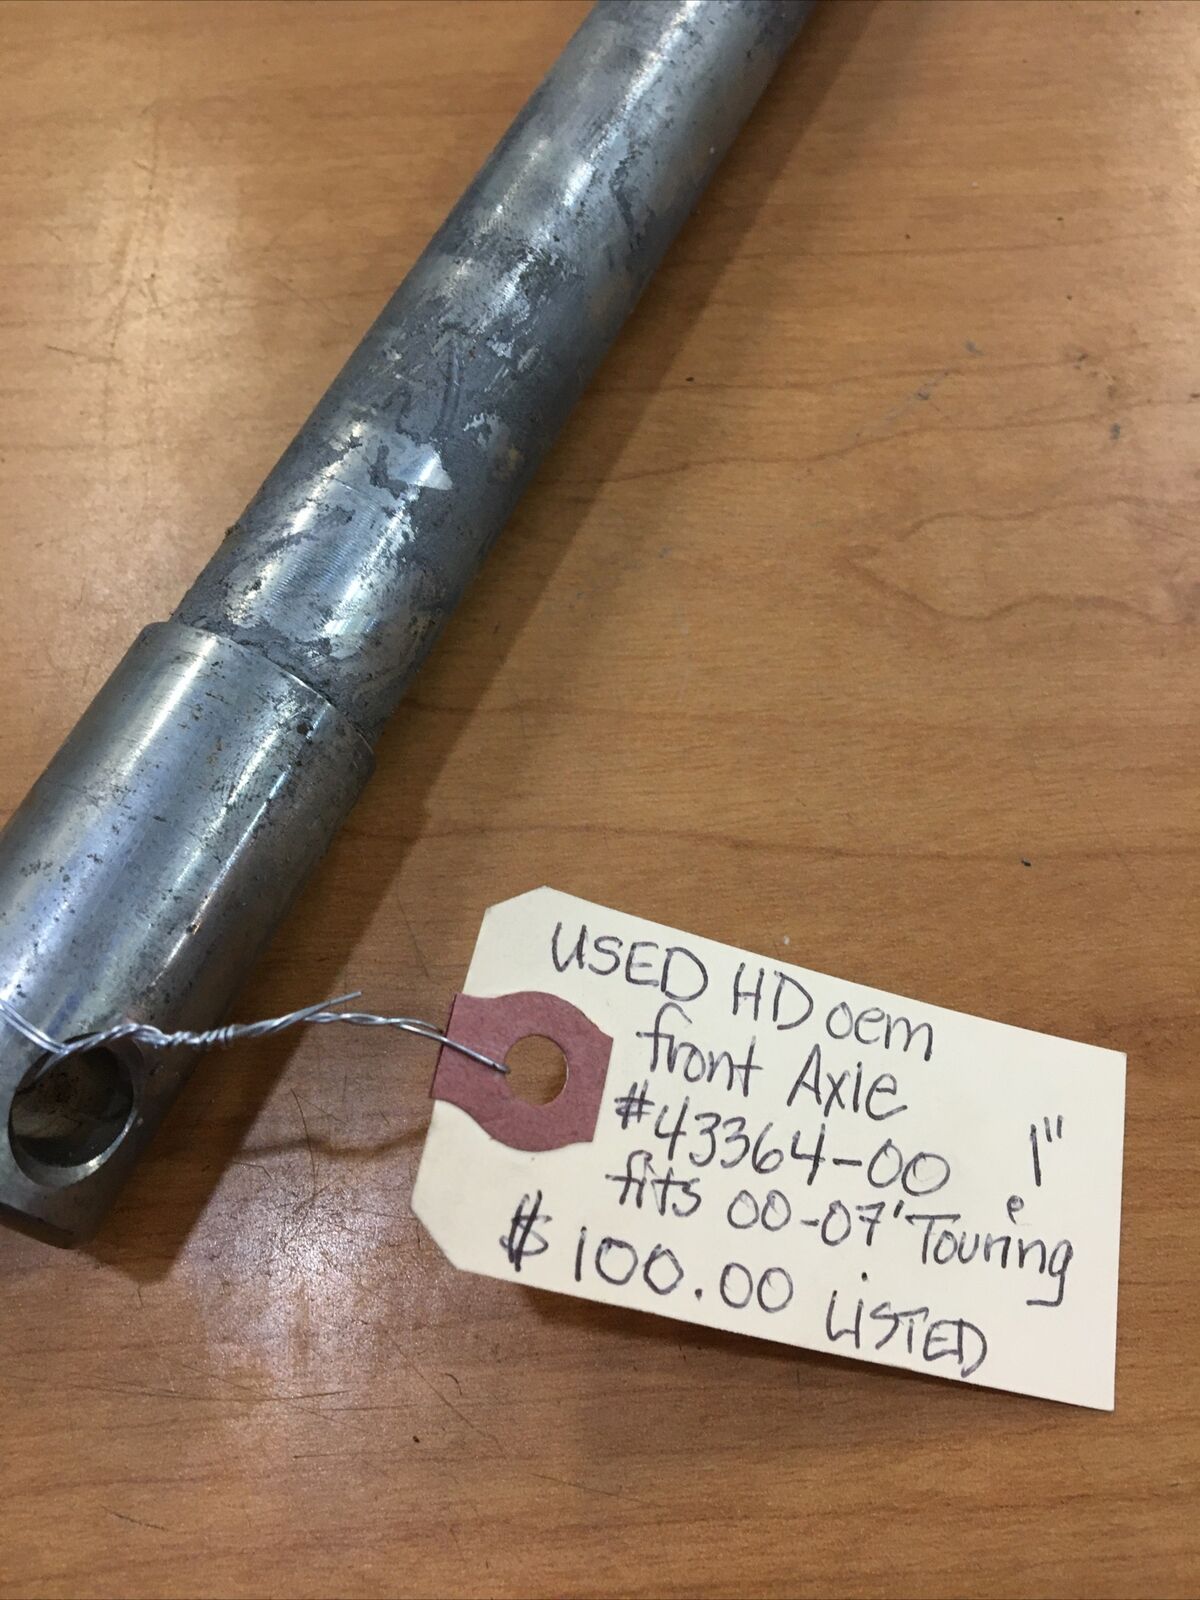 USED HD oem
front Axle
#43364-00 1"
fits 00-07' Touring
$100.00 LiSTED